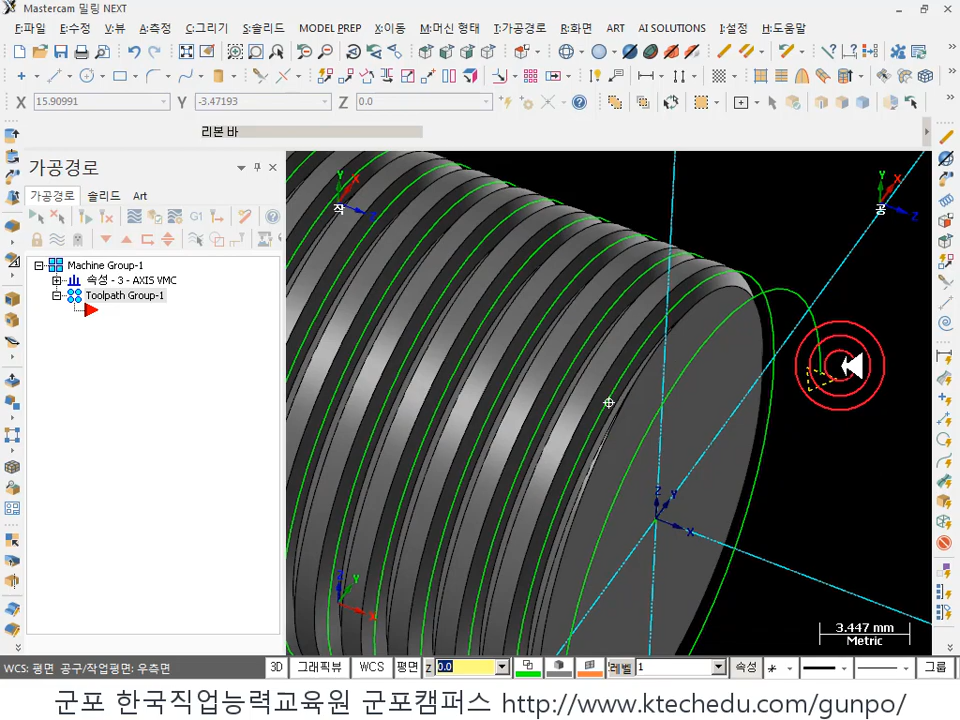 Mastercam 밀링 NEXT
F:파일 E:수정 V:뷰 A:측정 C:그리기 S:솔리드 MODEL PREP X:이동 M:머신 형태 T:가공경로 R:화면 ART AI SOLUTIONS I:설정 H:도움말
X 15.90991 Y -3.47193 Z 0.0
리본 바
가공경로
가공경로 솔리드 Art
G1
Machine Group-1
속성 - 3 - AXIS VMC
Toolpath Group-1
Y X Z
작
Y X Z
공
Z Y X
Z Y X
3.447 mm
Metric
WCS: 평면 공구/작업평면: 우측면 3D 그래픽뷰 WCS 평면 Z 0.0 레벨 1 속성 그룹
군포 한국직업능력교육원 군포캠퍼스 http://www.ktechedu.com/gunpo/